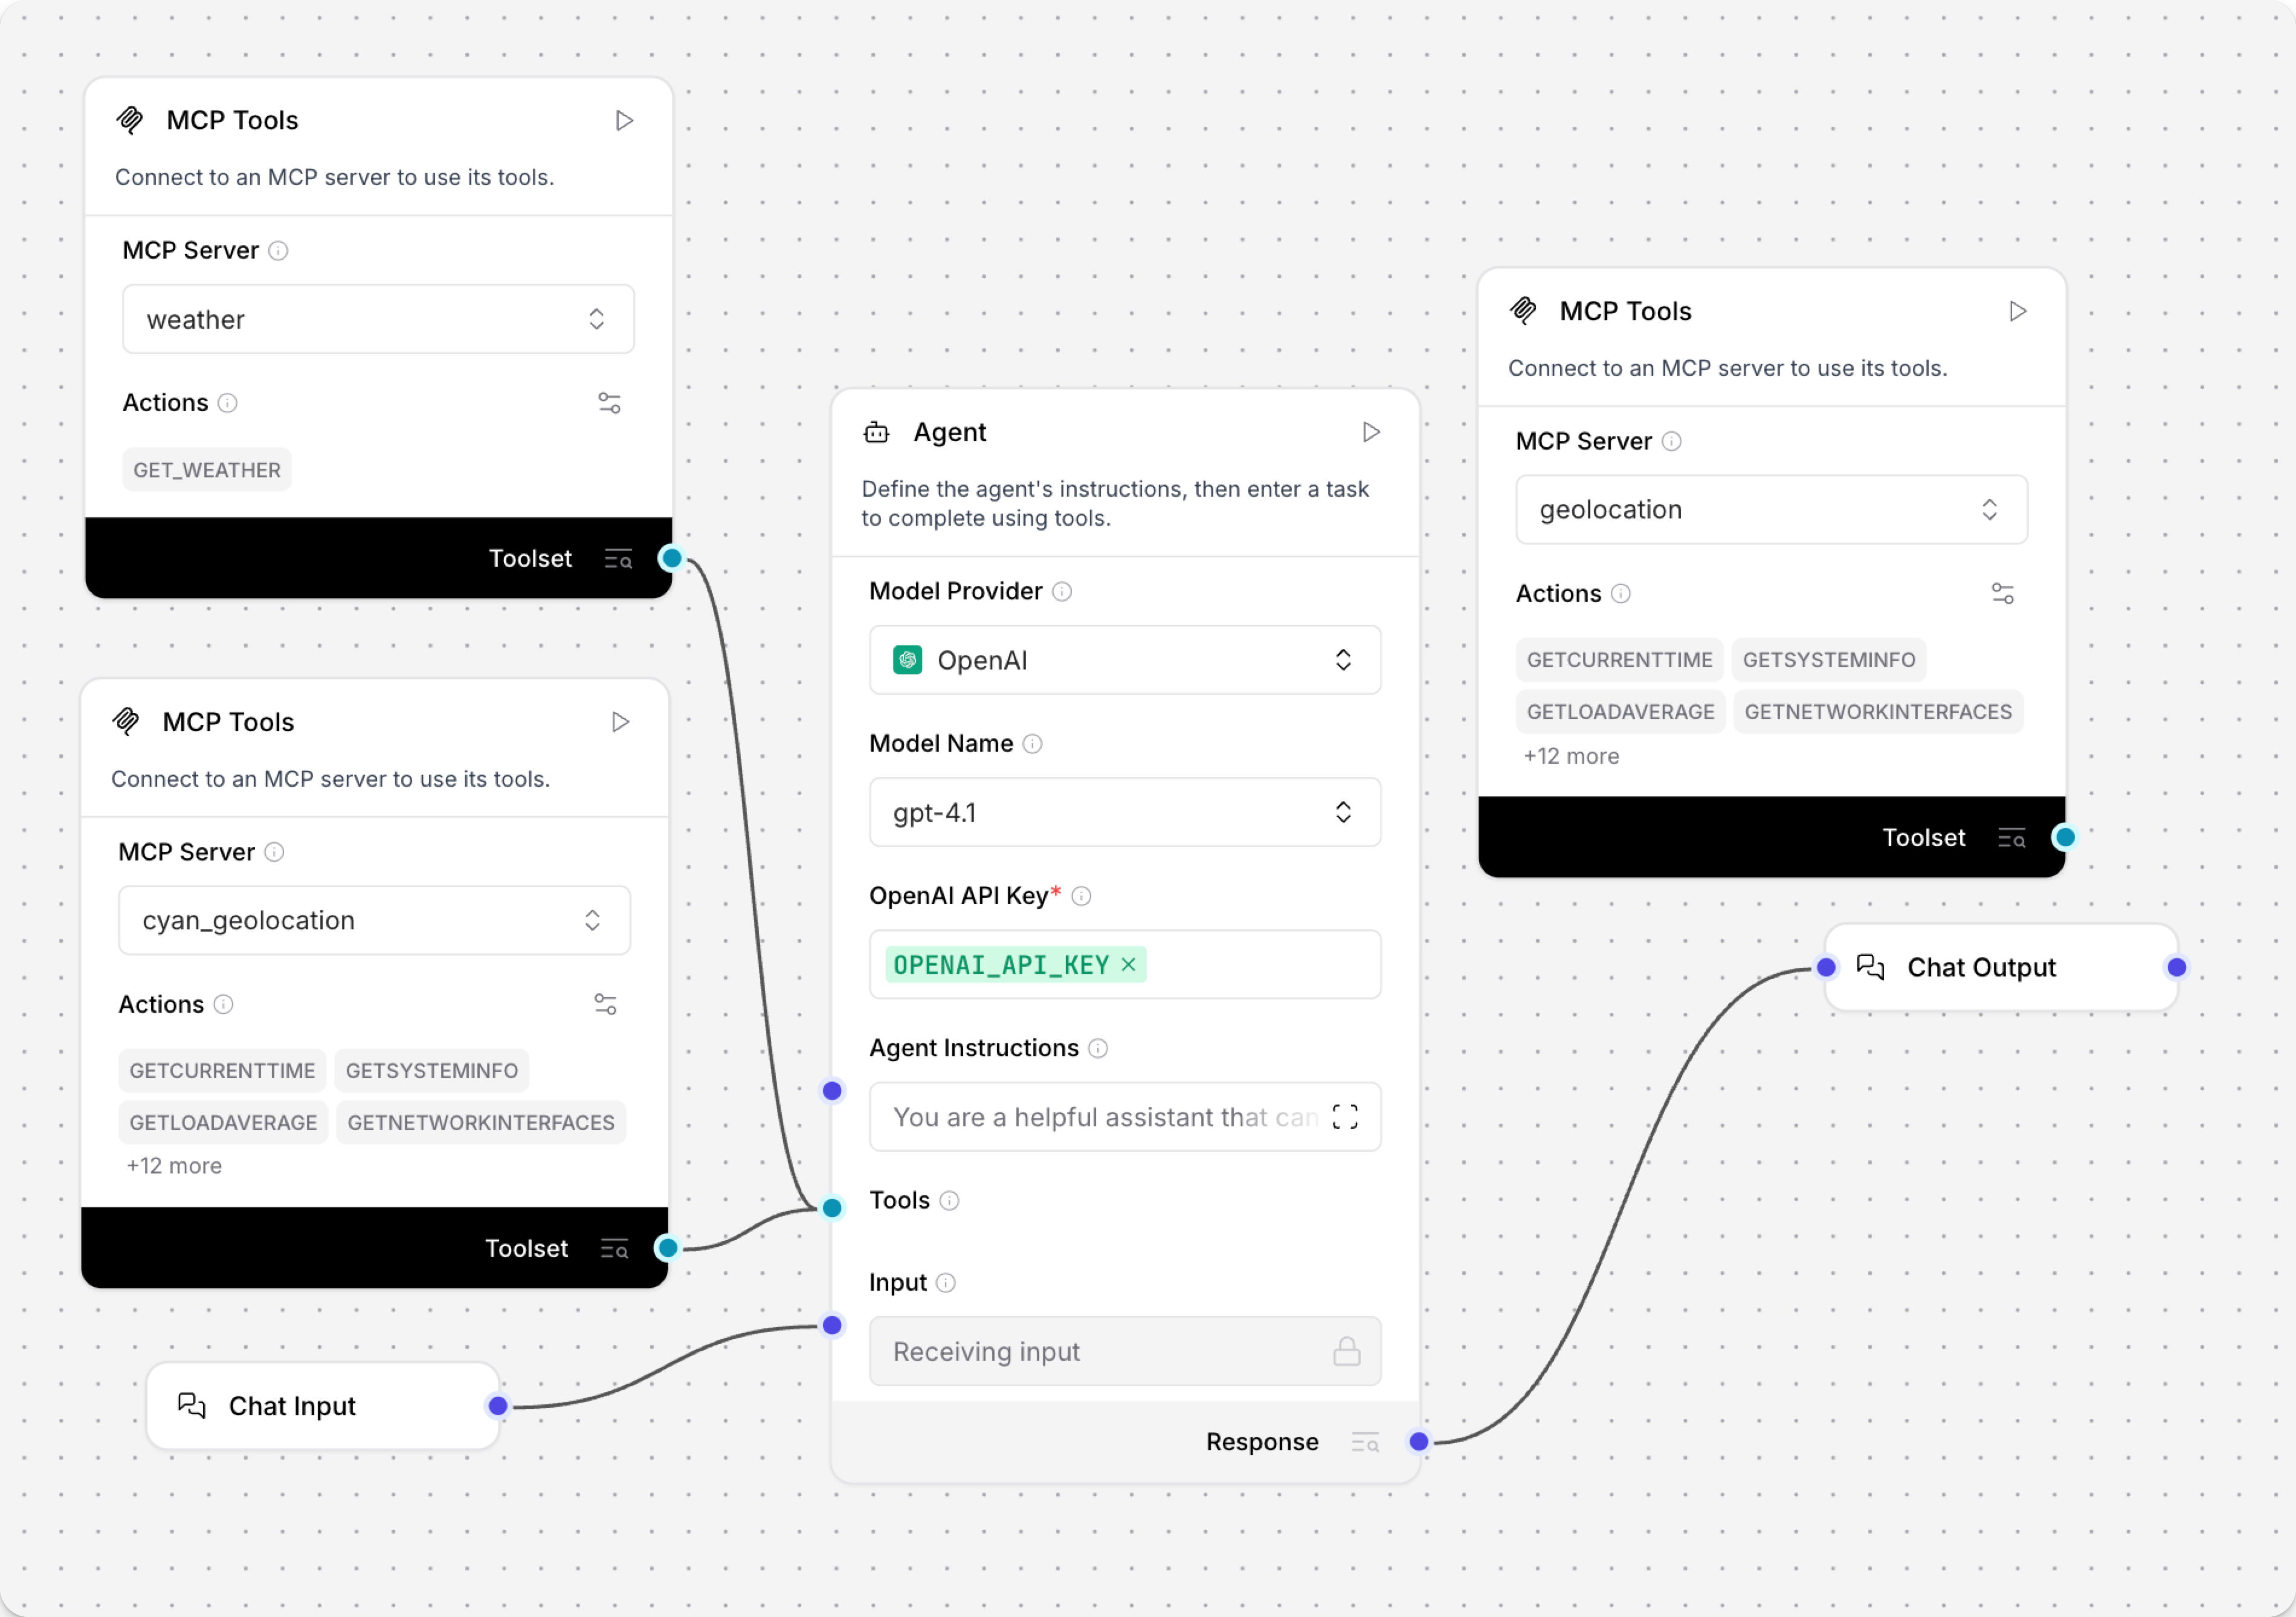 MCP Tools
Connect to an MCP server to use its tools.
MCP Server
weather
Actions
GET_WEATHER
Toolset
MCP Tools
Connect to an MCP server to use its tools.
MCP Server
cyan_geolocation
Actions
GETCURRENTTIME GETSYSTEMINFO
GETLOADAVERAGE GETNETWORKINTERFACES
+12 more
Toolset
Chat Input
Agent
Define the agent's instructions, then enter a task
to complete using tools.
Model Provider
OpenAI
Model Name
gpt-4.1
OpenAI API Key*
OPENAI_API_KEY ×
Agent Instructions
You are a helpful assistant that can
Tools
Input
Receiving input
Response
MCP Tools
Connect to an MCP server to use its tools.
MCP Server
geolocation
Actions
GETCURRENTTIME GETSYSTEMINFO
GETLOADAVERAGE GETNETWORKINTERFACES
+12 more
Toolset
Chat Output